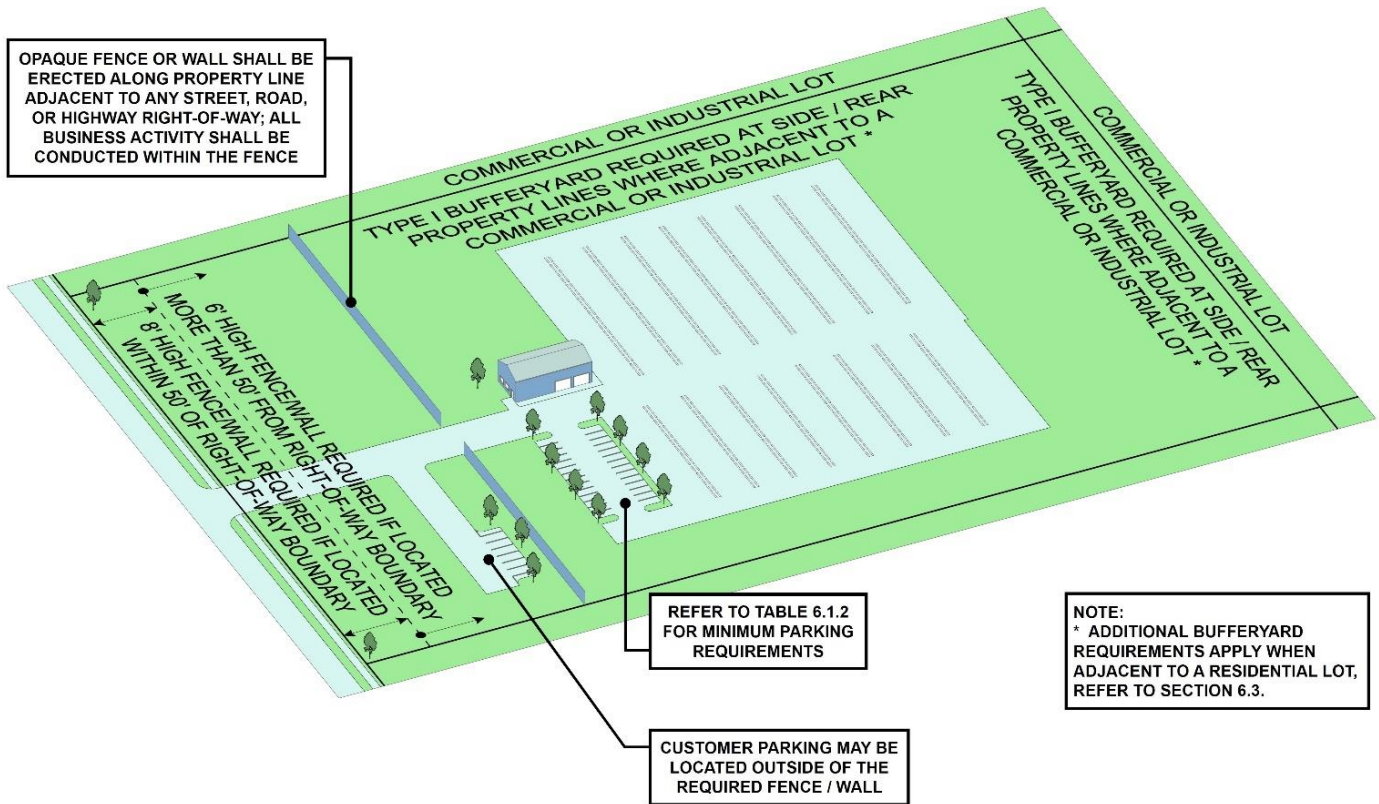 OPAQUE FENCE OR WALL SHALL BE
ERECTED ALONG PROPERTY LINE
ADJACENT TO ANY STREET, ROAD,
OR HIGHWAY RIGHT-OF-WAY; ALL
BUSINESS ACTIVITY SHALL BE
CONDUCTED WITHIN THE FENCE
COMMERCIAL OR INDUSTRIAL LOT
TYPE I BUFFERYARD REQUIRED AT SIDE / REAR
PROPERTY LINES WHERE ADJACENT TO A
COMMERCIAL OR INDUSTRIAL LOT *
COMMERCIAL OR INDUSTRIAL LOT
TYPE I BUFFERYARD REQUIRED AT SIDE / REAR
PROPERTY LINES WHERE ADJACENT TO A
COMMERCIAL OR INDUSTRIAL LOT *
6' HIGH FENCE/WALL REQUIRED IF LOCATED
MORE THAN 50' FROM RIGHT-OF-WAY BOUNDARY
8' HIGH FENCE/WALL REQUIRED IF LOCATED
WITHIN 50' OF RIGHT-OF-WAY BOUNDARY
REFER TO TABLE 6.1.2
FOR MINIMUM PARKING
REQUIREMENTS
NOTE:
* ADDITIONAL BUFFERYARD
REQUIREMENTS APPLY WHEN
ADJACENT TO A RESIDENTIAL LOT,
REFER TO SECTION 6.3.
CUSTOMER PARKING MAY BE
LOCATED OUTSIDE OF THE
REQUIRED FENCE / WALL